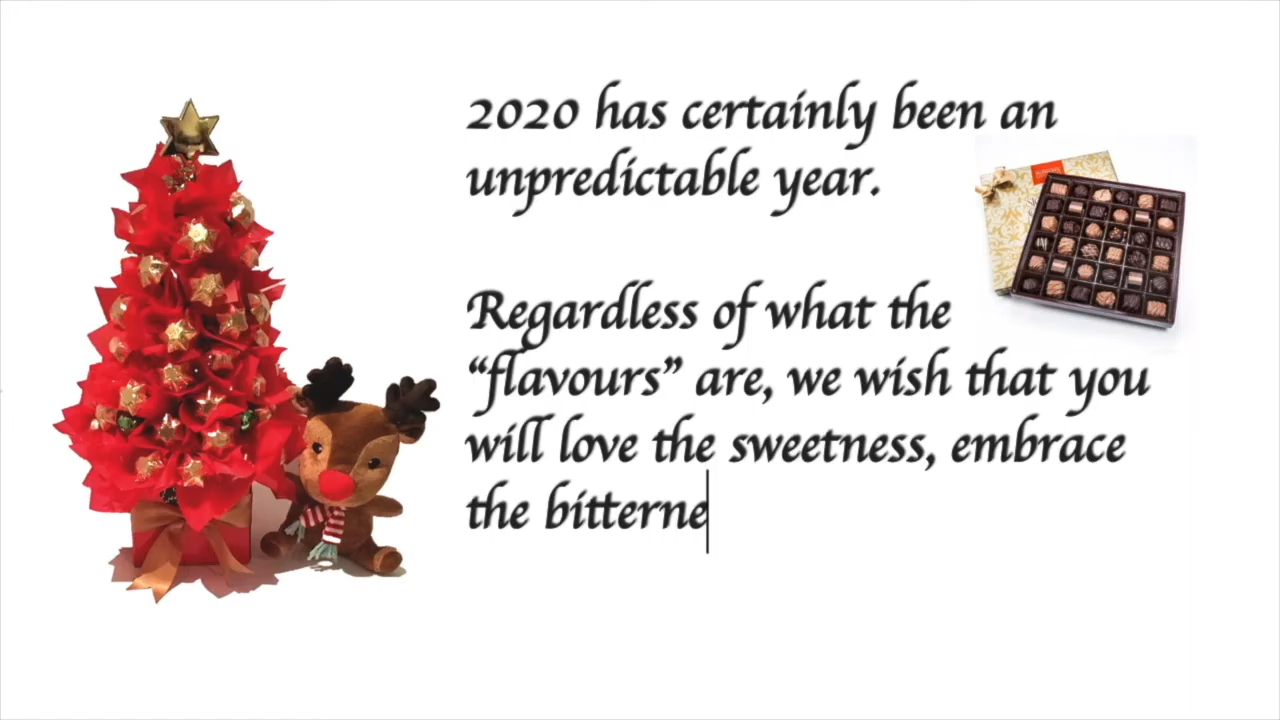 2020 has certainly been an
unpredictable year.
Regardless of what the
“flavours” are, we wish that you
will love the sweetness, embrace
the bitterne